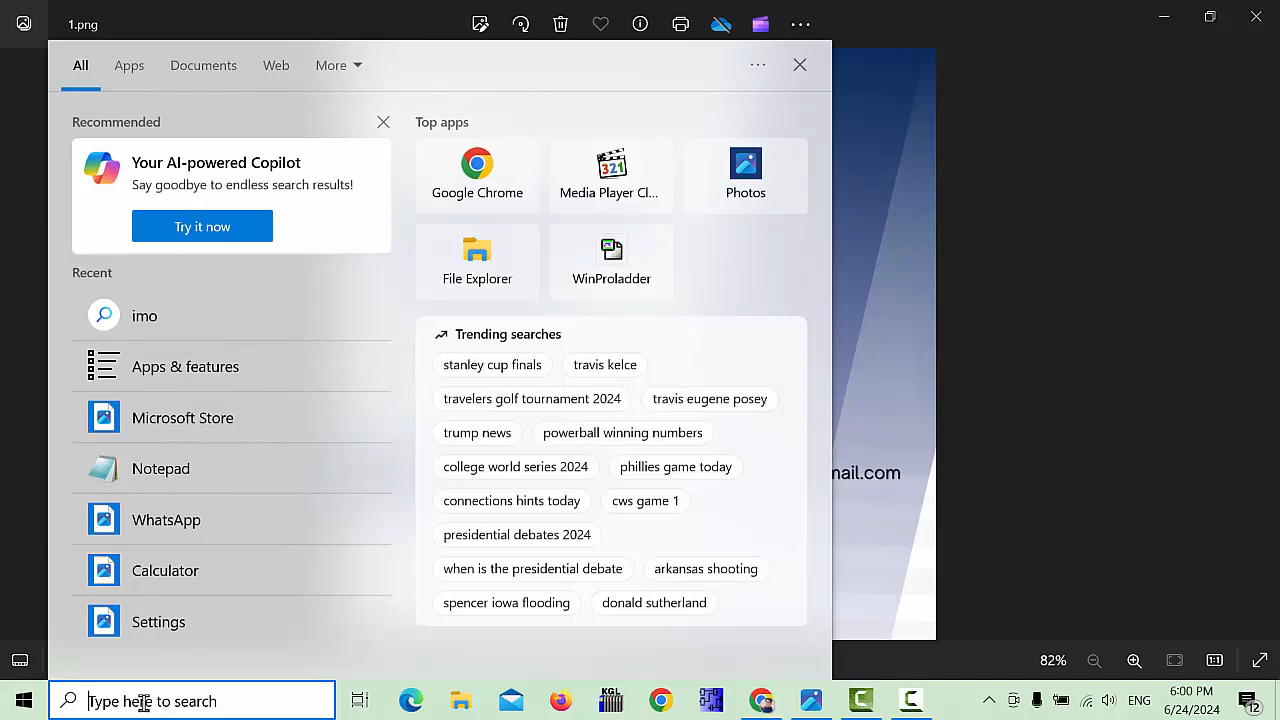 1.png
All Apps Documents Web More
Recommended
Your AI-powered Copilot
Say goodbye to endless search results!
Try it now
Recent
imo
Apps & features
Microsoft Store
Notepad
WhatsApp
Calculator
Settings
Top apps
Google Chrome
Media Player Cl...
Photos
File Explorer
WinProladder
Trending searches
stanley cup finals travis kelce
travelers golf tournament 2024 travis eugene posey
trump news powerball winning numbers
college world series 2024 phillies game today
connections hints today cws game 1
presidential debates 2024
when is the presidential debate arkansas shooting
spencer iowa flooding donald sutherland
mail.com
82% 1:1
Type here to search
KGL
ENG
6:00 PM
6/24/2024
12